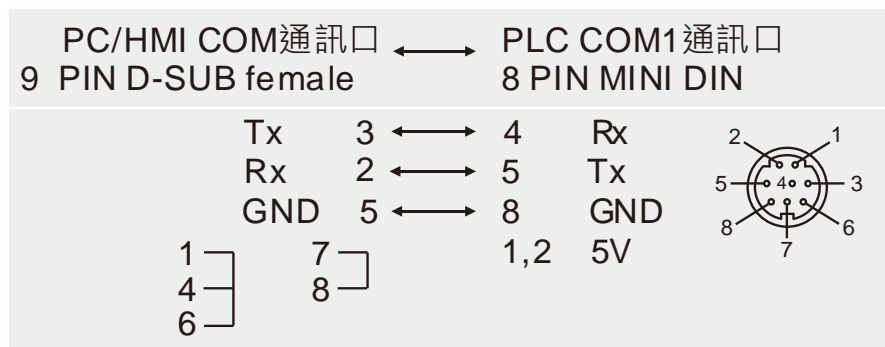 PC/HMI COM通訊口 ←→ PLC COM1通訊口
9 PIN D-SUB female 8 PIN MINI DIN
Tx 3 ←→ 4 Rx
Rx 2 ←→ 5 Tx
GND 5 ←→ 8 GND
1 7 1,2 5V
4 8
6
2 1
5 4 3
8 6
7